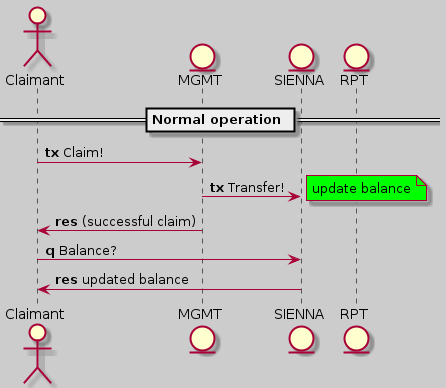 Claimant
MGMT
SIENNA
RPT
Normal operation
tx Claim!
tx Transfer!
update balance
res (successful claim)
q Balance?
res updated balance
Claimant
MGMT
SIENNA
RPT